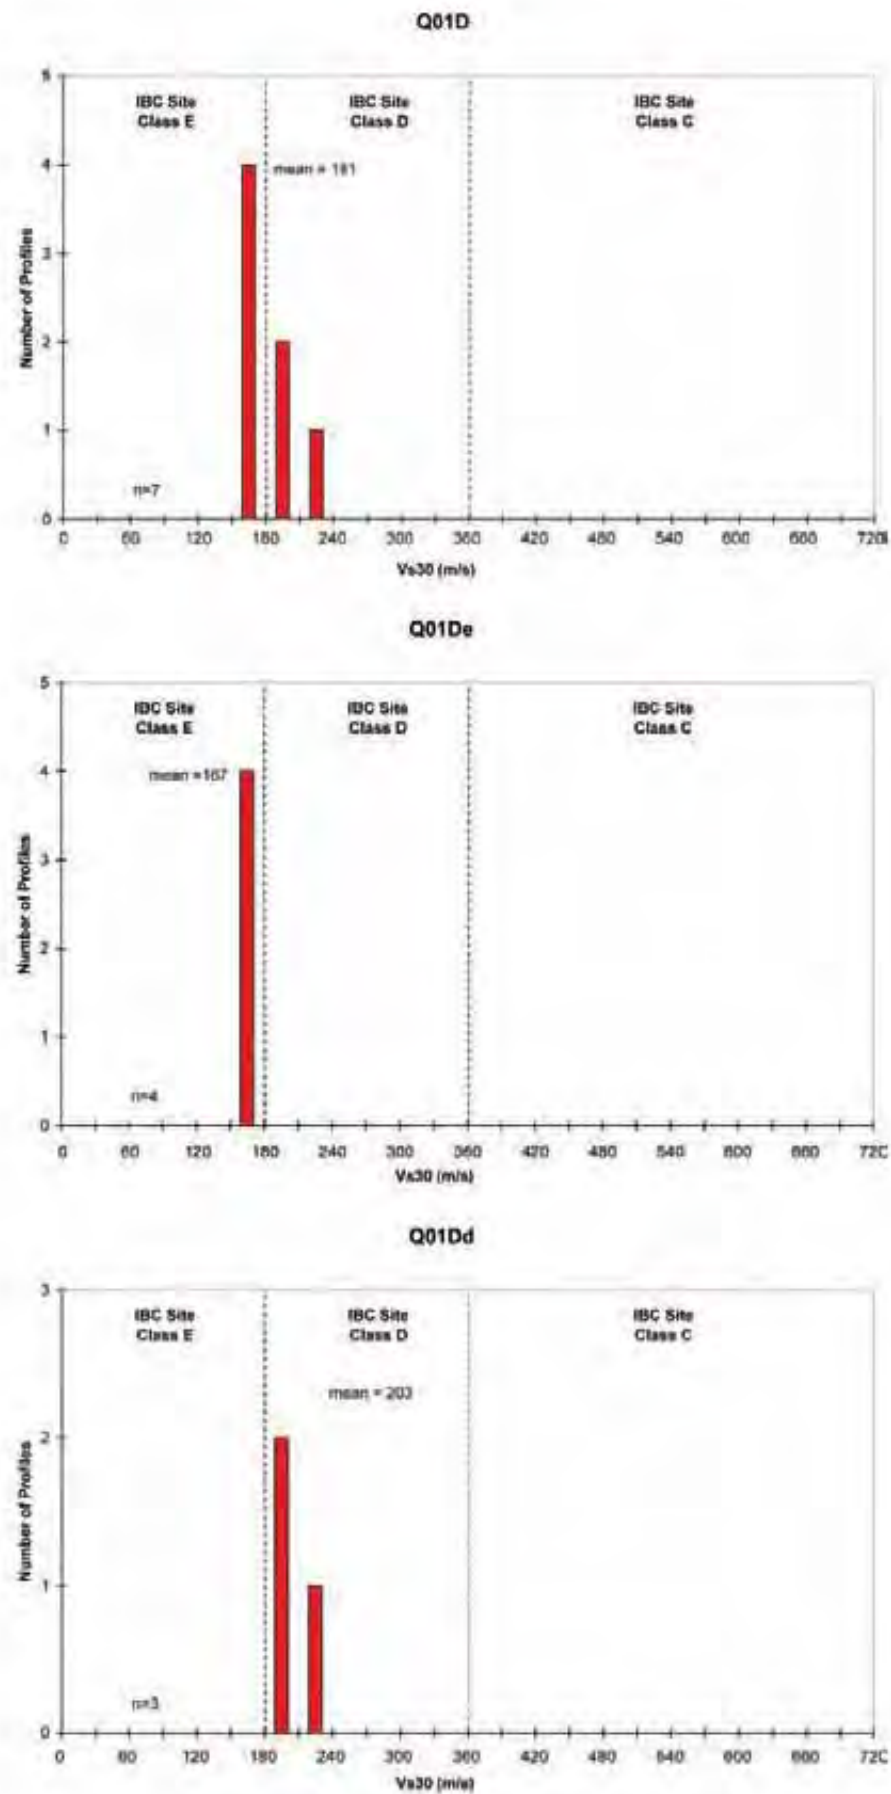 Q01D
5
IBC Site
Class E
IBC Site
Class D
IBC Site
Class C
4
mean = 181
3
2
1
n=7
0
0 60 120 180 240 300 360 420 480 540 600 660 720
Number of Profiles
Vs30 (m/s)
Q01De
5
IBC Site
Class E
IBC Site
Class D
IBC Site
Class C
4
mean =167
3
2
1
n=4
0
0 60 120 180 240 300 360 420 480 540 600 660 720
Number of Profiles
Vs30 (m/s)
Q01Dd
3
IBC Site
Class E
IBC Site
Class D
IBC Site
Class C
mean = 203
2
1
n=3
0
0 60 120 180 240 300 360 420 480 540 600 660 720
Number of Profiles
Vs30 (m/s)